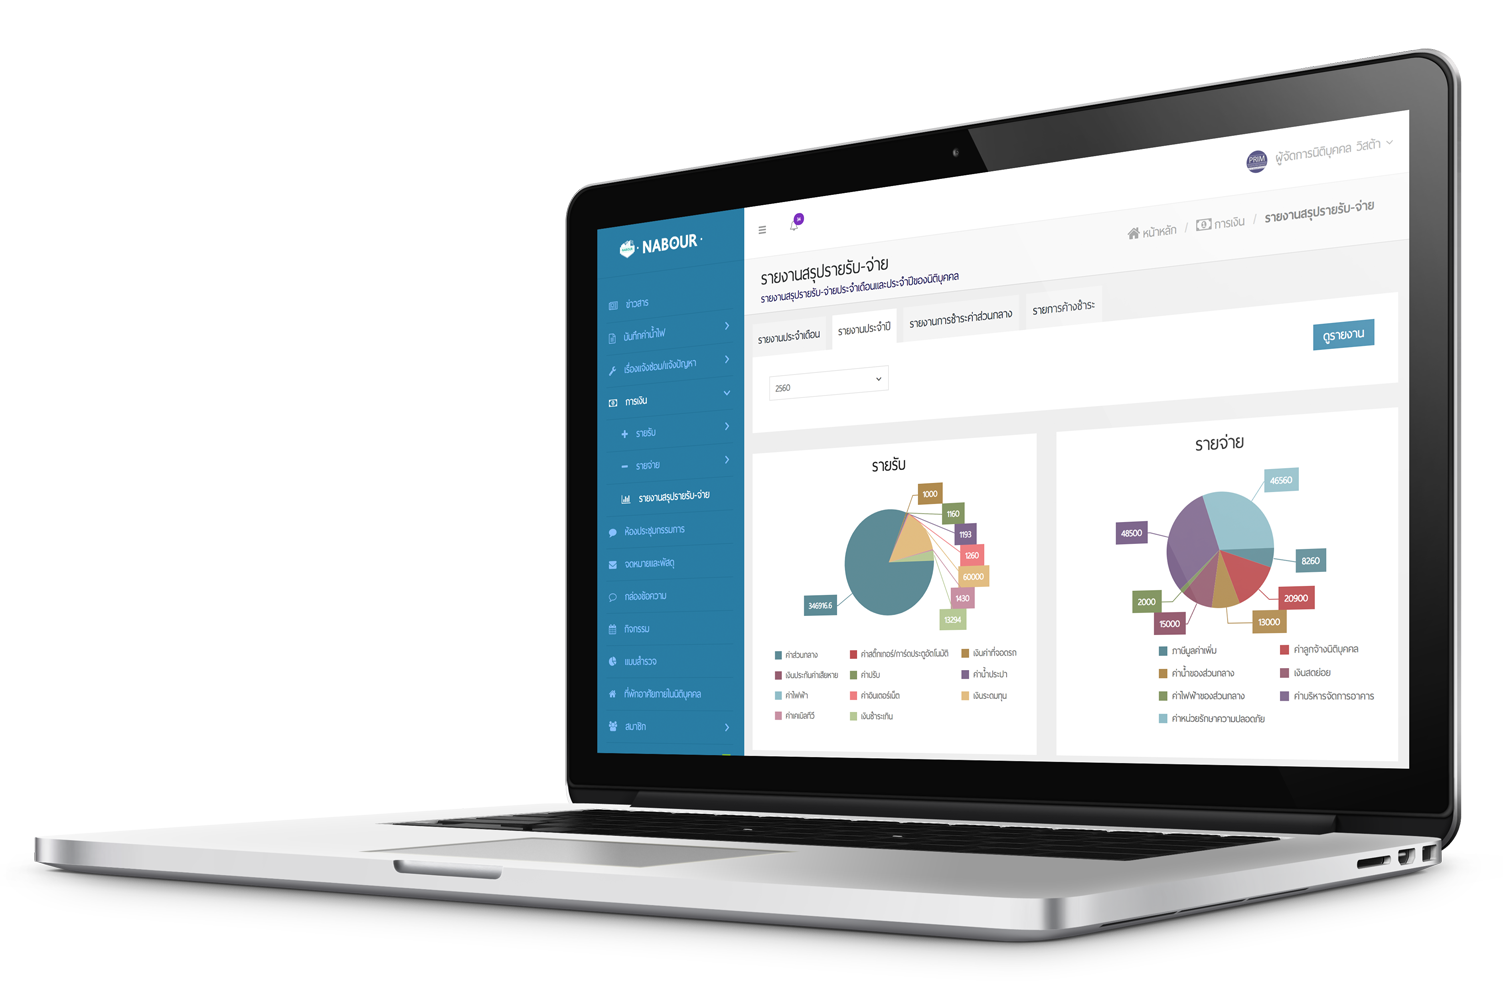 · NABOUR ·
ข่าวสาร
บันทึกค่าน้ำไฟ
เรื่องแจ้งซ่อม/แจ้งปัญหา
การเงิน
รายรับ
รายจ่าย
รายงานสรุปรายรับ-จ่าย
ห้องประชุมกรรมการ
จดหมายและพัสดุ
กล่องข้อความ
กิจกรรม
แบบสำรวจ
ที่พักอาศัยภายในนิติบุคคล
สมาชิก
PRIM
ผู้จัดการนิติบุคคล วิสต้า
หน้าหลัก / การเงิน / รายงานสรุปรายรับ-จ่าย
รายงานสรุปรายรับ-จ่าย
รายงานสรุปรายรับ-จ่ายประจำเดือนและประจำปีของนิติบุคคล
รายงานประจำเดือน
รายงานประจำปี
รายงานการชำระค่าส่วนกลาง
รายการค้างชำระ
ดูรายงาน
2560
รายรับ
1000
1160
1193
1260
60000
1430
13294
346916.6
ค่าส่วนกลาง
ค่าสติ๊กเกอร์/การ์ดประตูอัตโนมัติ
เงินค่าที่จอดรถ
เงินประกันค่าเสียหาย
ค่าปรับ
ค่าน้ำประปา
ค่าไฟฟ้า
ค่าอินเตอร์เน็ต
เงินระดมทุน
ค่าเคเบิลทีวี
เงินชำระเกิน
รายจ่าย
46560
48500
8260
2000
20900
15000
13000
ภาษีมูลค่าเพิ่ม
ค่าลูกจ้างนิติบุคคล
ค่าน้ำของส่วนกลาง
เงินสดย่อย
ค่าไฟฟ้าของส่วนกลาง
ค่าบริหารจัดการอาคาร
ค่าหน่วยรักษาความปลอดภัย